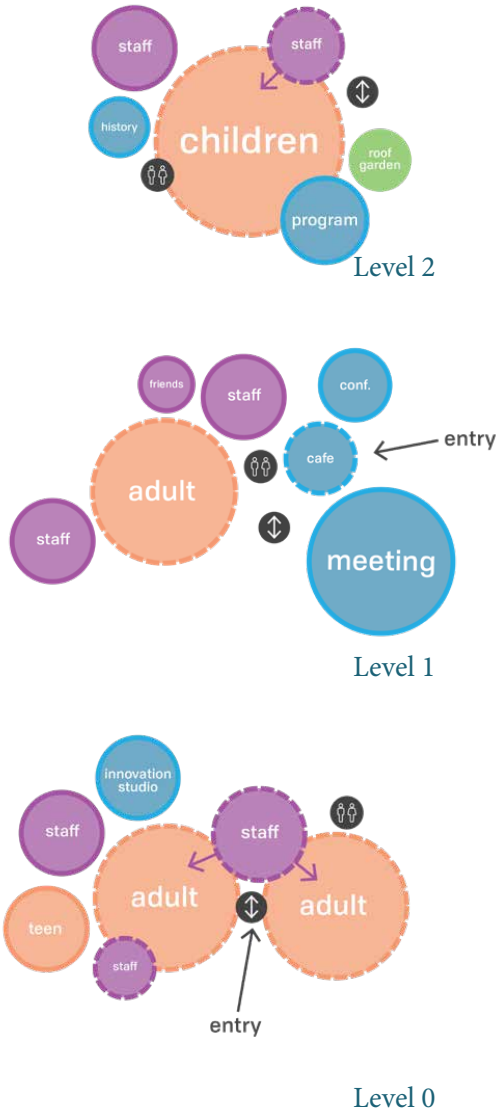 staff
staff
history
children
roof
garden
program
Level 2
friends
staff
conf.
entry
cafe
adult
staff
meeting
Level 1
innovation
studio
staff
staff
adult
adult
teen
staff
entry
Level 0